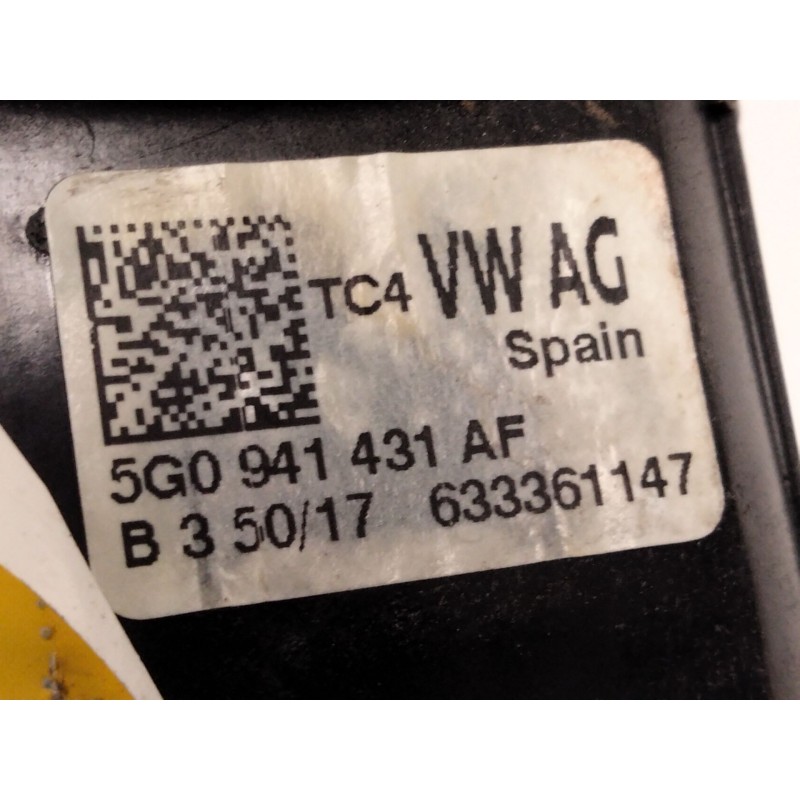 TC4 VW AG
Spain
5G0 941 431 AF
B 3 50/17 633361147